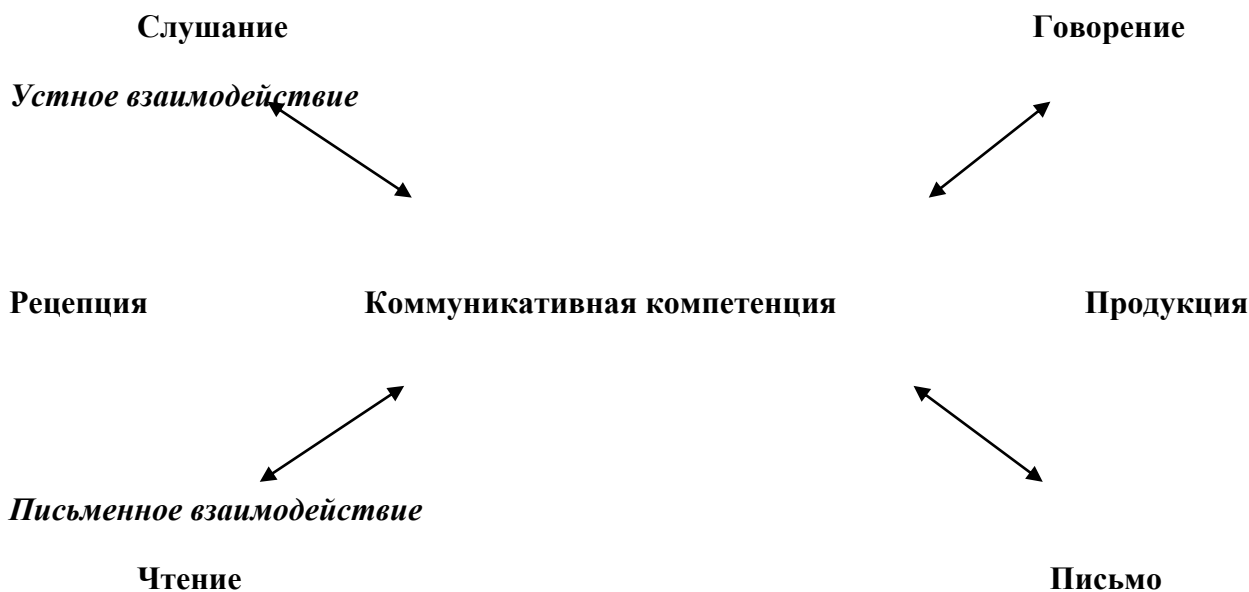 Слушание Говорение
Устное взаимодействие
Рецепция Коммуникативная компетенция Продукция
Письменное взаимодействие
Чтение Письмо